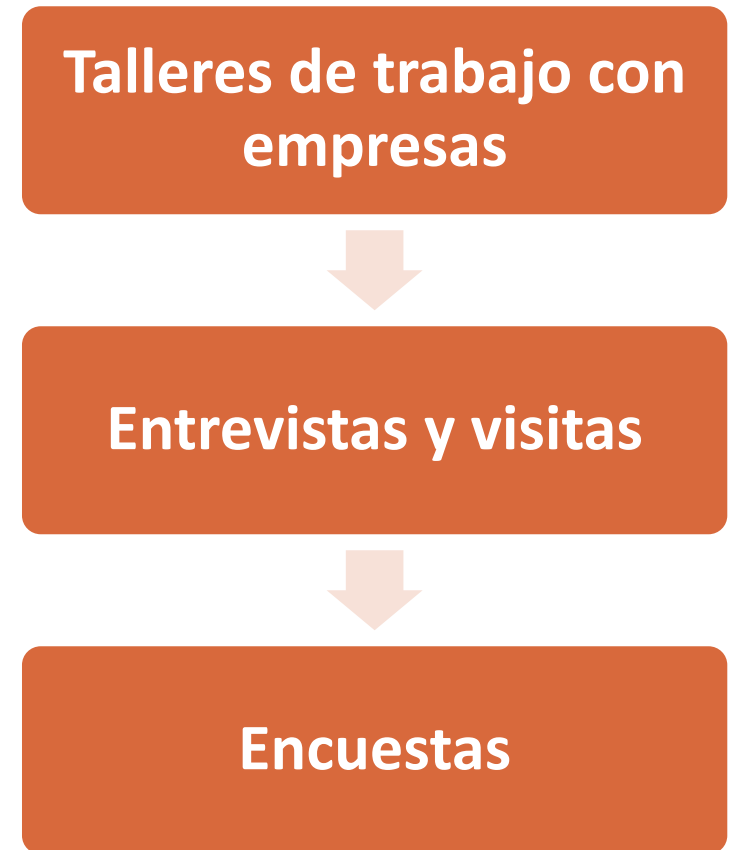 Talleres de trabajo con
empresas
Entrevistas y visitas
Encuestas